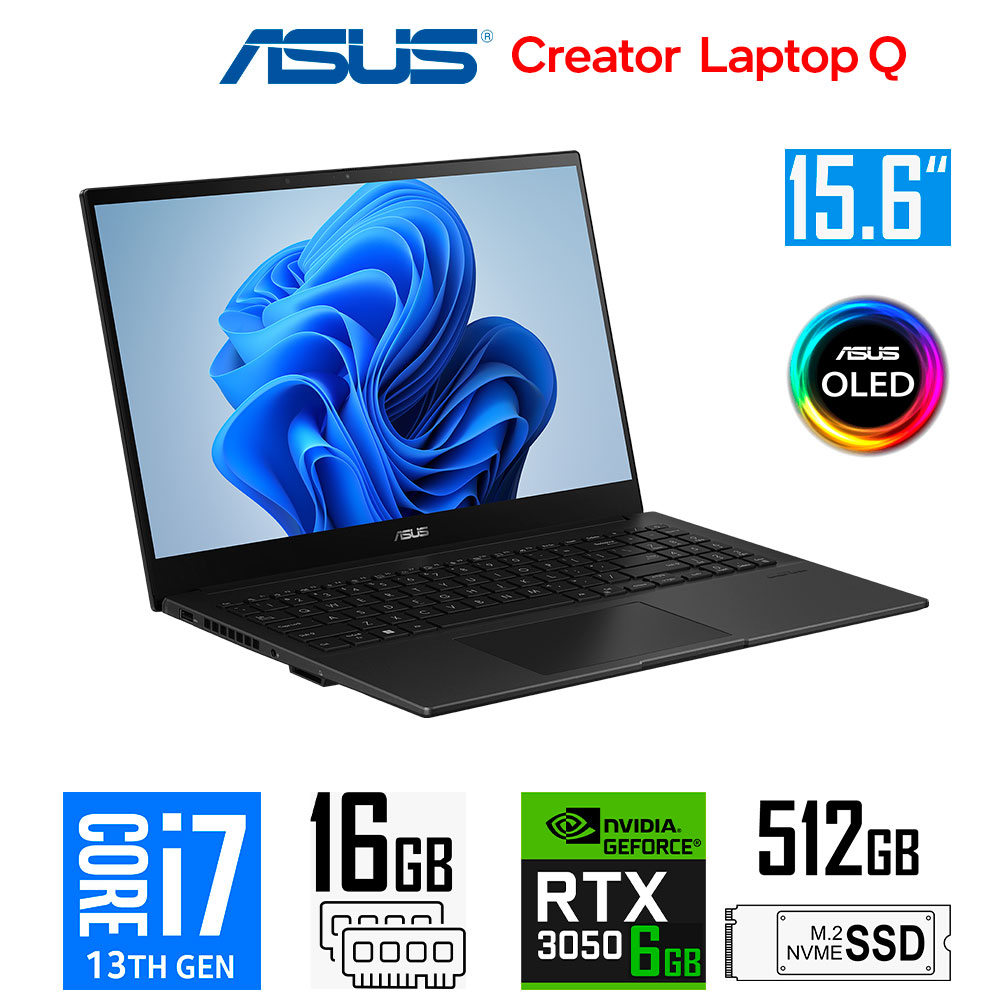 ASUS® Creator Laptop Q
15.6“
ASUS
OLED
ASUS
CORE i7
13TH GEN
16GB
NVIDIA®
GEFORCE®
RTX
3050 6GB
512GB
M.2
NVME SSD